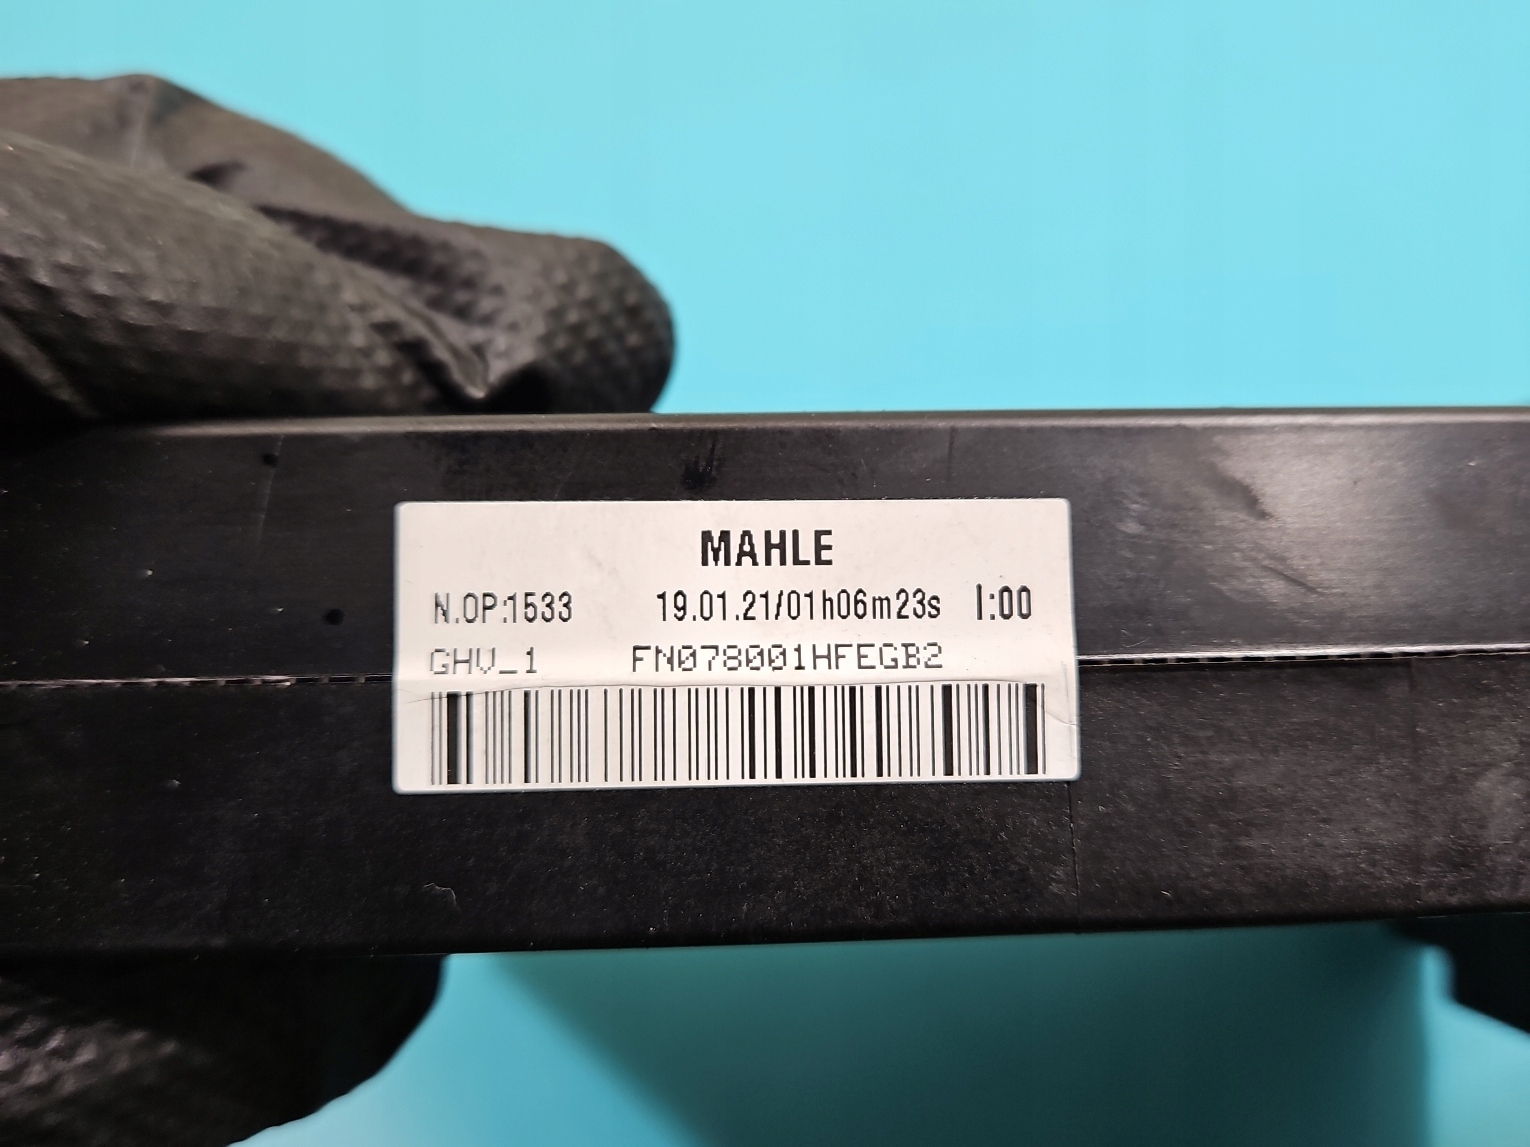 MAHLE
N.OP:1533 19.01.21/01h06m23s I:00
GHV_1 FN078001HFEGB2